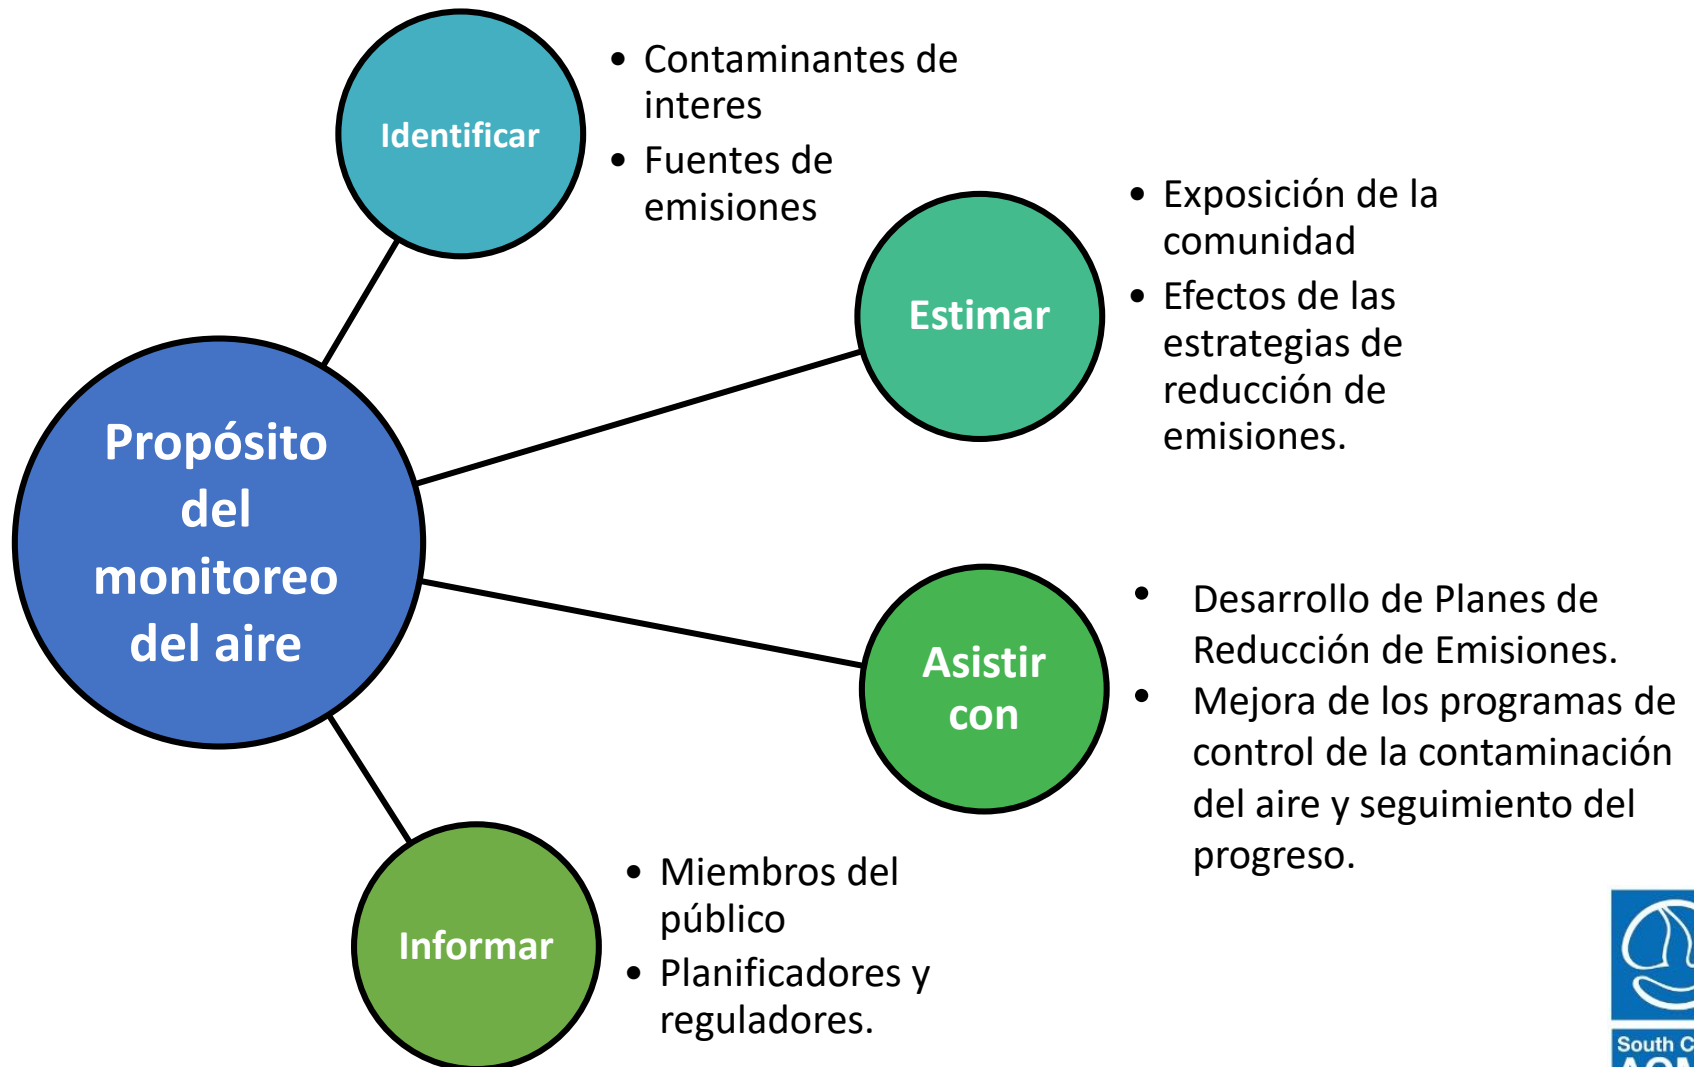 Propósito
del
monitoreo
del aire
Identificar
• Contaminantes de
interes
• Fuentes de
emisiones
Estimar
• Exposición de la
comunidad
• Efectos de las
estrategias de
reducción de
emisiones.
Asistir
con
• Desarrollo de Planes de
Reducción de Emisiones.
• Mejora de los programas de
control de la contaminación
del aire y seguimiento del
progreso.
Informar
• Miembros del
público
• Planificadores y
reguladores.
South C